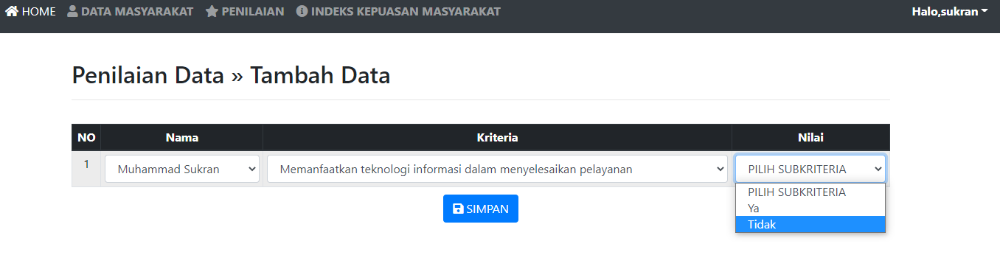 HOME DATA MASYARAKAT PENILAIAN INDEKS KEPUASAN MASYARAKAT Halo,sukran
Penilaian Data » Tambah Data
NO Nama Kriteria Nilai
1 Muhammad Sukran Memanfaatkan teknologi informasi dalam menyelesaikan pelayanan PILIH SUBKRITERIA
PILIH SUBKRITERIA
Ya
Tidak
SIMPAN